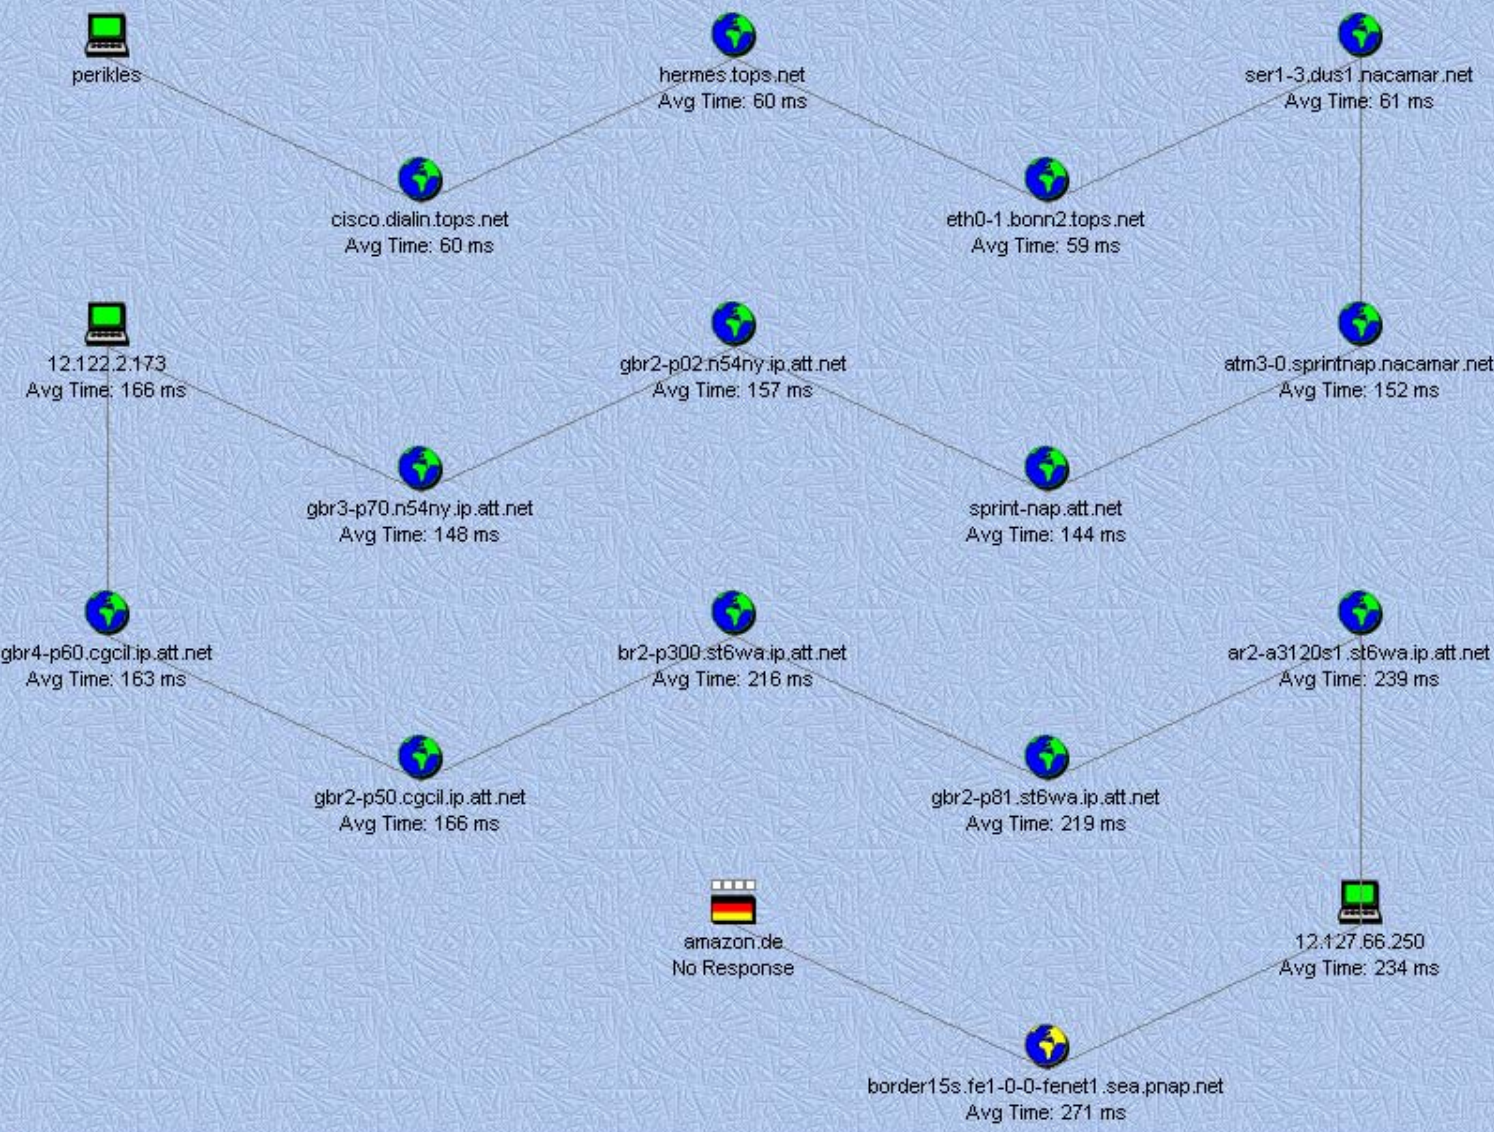 perikles
hermes.tops.net
Avg Time: 60 ms
ser1-3.dus1.nacamar.net
Avg Time: 61 ms
cisco.dialin.tops.net
Avg Time: 60 ms
eth0-1.bonn2.tops.net
Avg Time: 59 ms
12.122.2.173
Avg Time: 166 ms
gbr2-p02.n54ny.ip.att.net
Avg Time: 157 ms
atm3-0.sprintnap.nacamar.net
Avg Time: 152 ms
gbr3-p70.n54ny.ip.att.net
Avg Time: 148 ms
sprint-nap.att.net
Avg Time: 144 ms
gbr4-p60.cgcil.ip.att.net
Avg Time: 163 ms
br2-p300.st6wa.ip.att.net
Avg Time: 216 ms
ar2-a3120s1.st6wa.ip.att.net
Avg Time: 239 ms
gbr2-p50.cgcil.ip.att.net
Avg Time: 166 ms
gbr2-p81.st6wa.ip.att.net
Avg Time: 219 ms
amazon.de
No Response
12.127.66.250
Avg Time: 234 ms
border15s.fe1-0-0-fenet1.sea.pnap.net
Avg Time: 271 ms